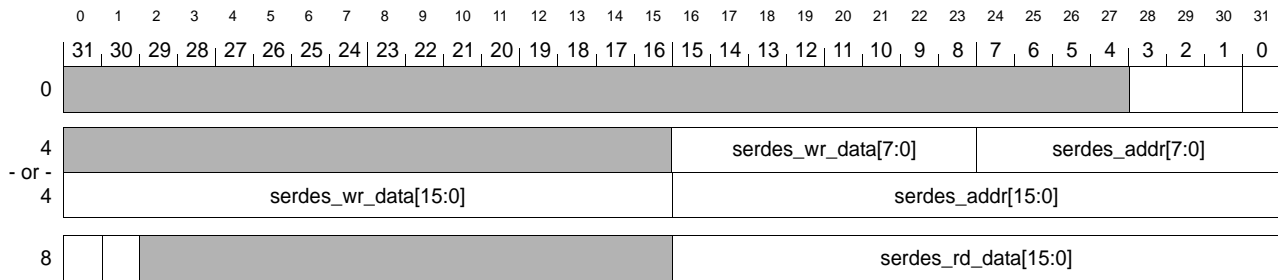 0 1 2 3 4 5 6 7 8 9 10 11 12 13 14 15 16 17 18 19 20 21 22 23 24 25 26 27 28 29 30 31
31 30 29 28 27 26 25 24 23 22 21 20 19 18 17 16 15 14 13 12 11 10 9 8 7 6 5 4 3 2 1 0
0
4 serdes_wr_data[7:0] serdes_addr[7:0]
- or -
4 serdes_wr_data[15:0] serdes_addr[15:0]
8 serdes_rd_data[15:0]